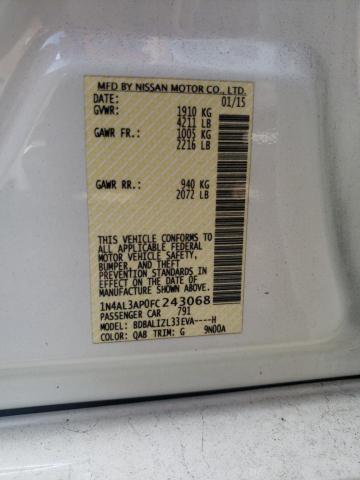 MFD BY NISSAN MOTOR CO., LTD.
DATE: 01/15
GVWR: 1910 KG
4211 LB
GAWR FR: 1005 KG
2216 LB
GAWR RR: 940 KG
2072 LB
THIS VEHICLE CONFORMS TO
ALL APPLICABLE FEDERAL
MOTOR VEHICLE SAFETY,
BUMPER, AND THEFT
PREVENTION STANDARDS IN
EFFECT ON THE DATE OF
MANUFACTURE SHOWN ABOVE.
1N4AL3AP0FC243068
PASSENGER CAR 791
MODEL: BDBALIZL33EVA----H
COLOR: QAB TRIM: G 9N00A